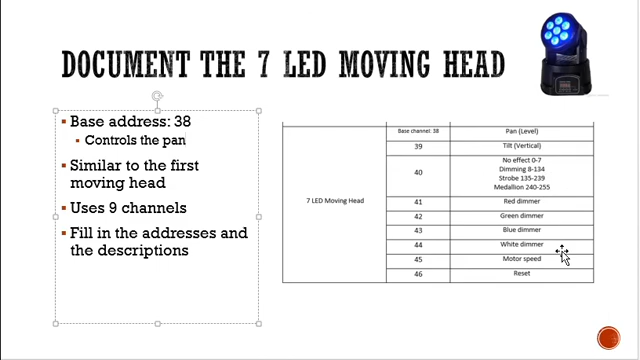 DOCUMENT THE 7 LED MOVING HEAD
Base address: 38
Controls the pan
Similar to the first
moving head
Uses 9 channels
Fill in the addresses and
the descriptions
7 LED Moving Head
Base channel: 38 Pan (Level)
39 Tilt (Vertical)
40 No effect 0-7
Dimming 8-134
Strobe 135-239
Medallion 240-255
41 Red dimmer
42 Green dimmer
43 Blue dimmer
44 White dimmer
45 Motor speed
46 Reset